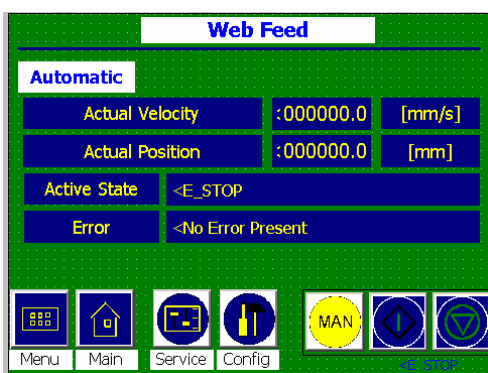 Web Feed
Automatic
Actual Velocity :000000.0 [mm/s]
Actual Position :000000.0 [mm]
Active State <E_STOP
Error <No Error Present
MAN
Menu Main Service Config <E_STOP